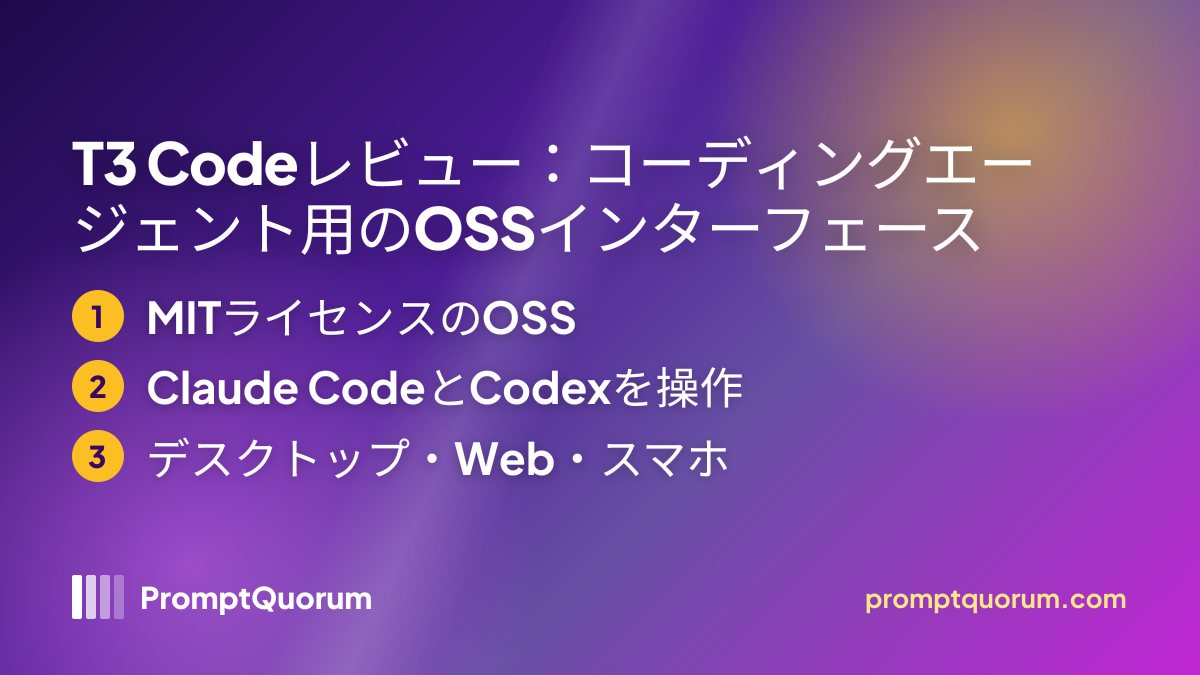 T3 Codeレビュー：コーディングエー
ジェント用のOSSインターフェース
1 MITライセンスのOSS
2 Claude CodeとCodexを操作
3 デスクトップ・Web・スマホ
PromptQuorum
promptquorum.com